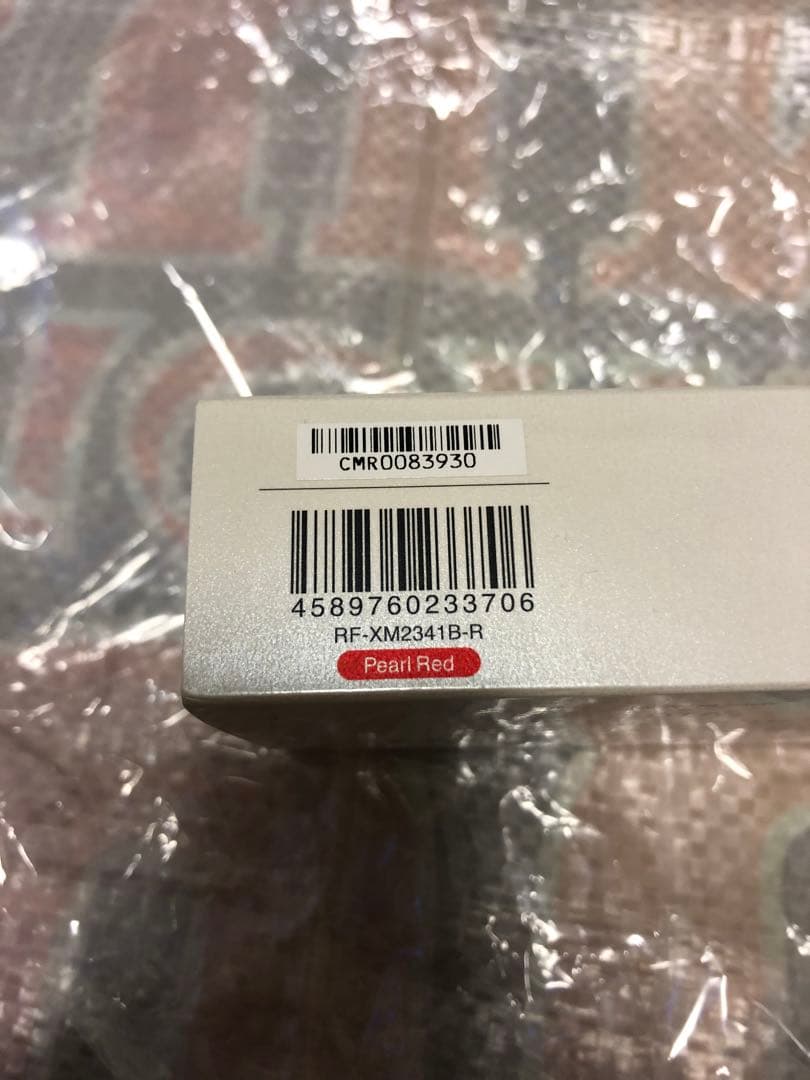 CMR0083930
4589760233706
RF-XM2341B-R
Pearl Red